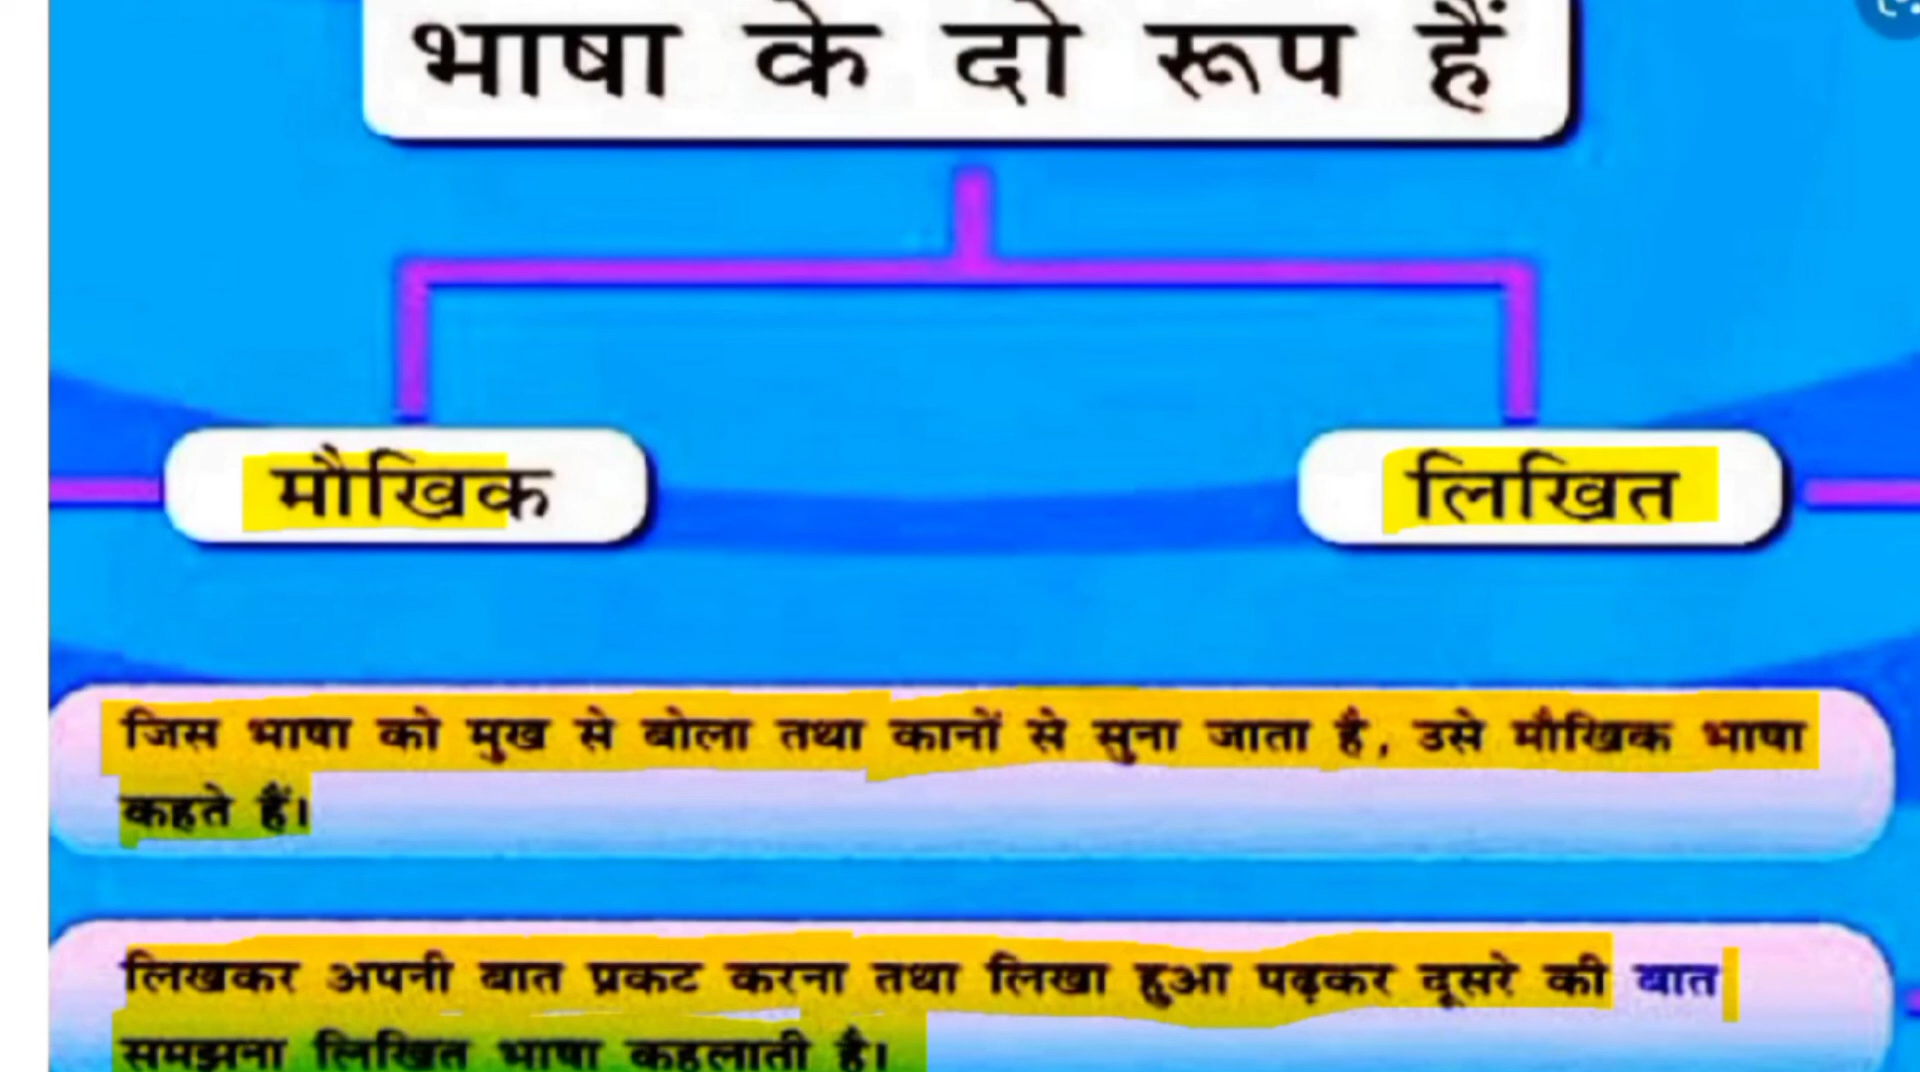 भाषा के दो रूप हैं
मौखिक
लिखित
जिस भाषा को मुख से बोला तथा कानों से सुना जाता है, उसे मौखिक भाषा
कहते हैं।
लिखकर अपनी बात प्रकट करना तथा लिखा हुआ पढ़कर दूसरे की बात
समझना लिखित भाषा कहलाती है।